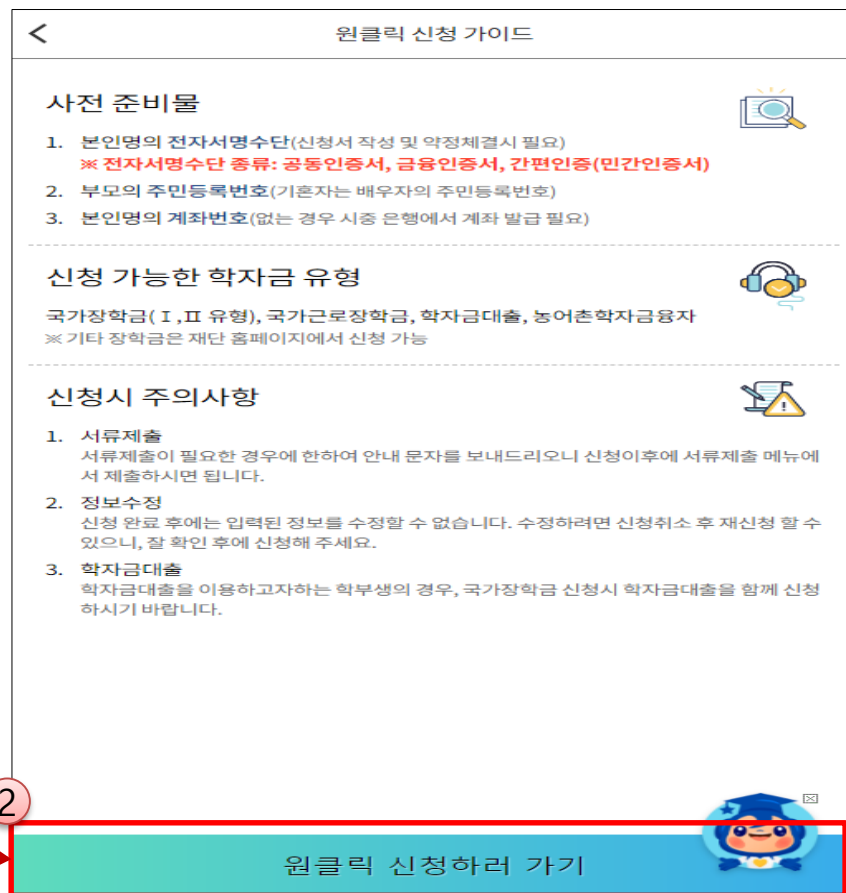 원클릭 신청 가이드
사전 준비물
1. 본인명의 전자서명수단(신청서 작성 및 약정체결시 필요)
※ 전자서명수단 종류: 공동인증서, 금융인증서, 간편인증(민간인증서)
2. 부모의 주민등록번호(기혼자는 배우자의 주민등록번호)
3. 본인명의 계좌번호(없는 경우 시중 은행에서 계좌 발급 필요)
신청 가능한 학자금 유형
국가장학금(Ⅰ,Ⅱ 유형), 국가근로장학금, 학자금대출, 농어촌학자금융자
※ 기타 장학금은 재단 홈페이지에서 신청 가능
신청시 주의사항
1. 서류제출
서류제출이 필요한 경우에 한하여 안내 문자를 보내드리오니 신청이후에 서류제출 메뉴에
서 제출하시면 됩니다.
2. 정보수정
신청 완료 후에는 입력된 정보를 수정할 수 없습니다. 수정하려면 신청취소 후 재신청 할 수
있으니, 잘 확인 후에 신청해 주세요.
3. 학자금대출
학자금대출을 이용하고자하는 학부생의 경우, 국가장학금 신청시 학자금대출을 함께 신청
하시기 바랍니다.
2
원클릭 신청하러 가기